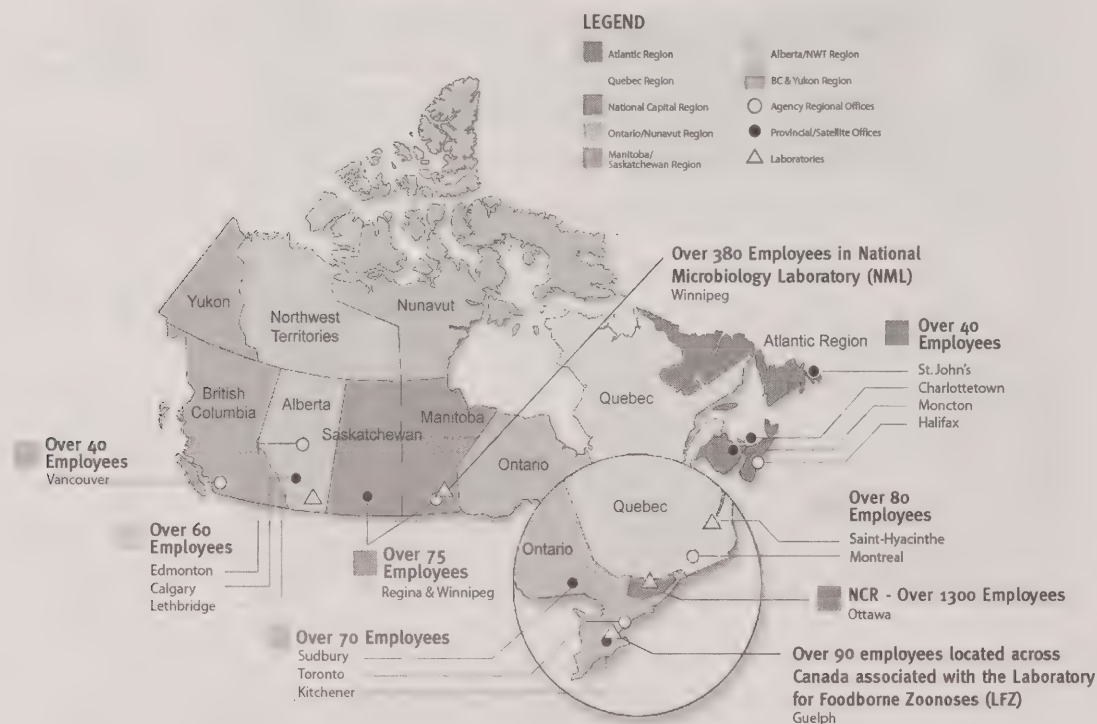 LEGEND
Atlantic Region
Quebec Region
National Capital Region
Ontario/Nunavut Region
Manitoba/
Saskatchewan Region
Alberta/NWT Region
BC & Yukon Region
Agency Regional Offices
Provincial/Satellite Offices
Laboratories
Over 380 Employees in National
Microbiology Laboratory (NML)
Winnipeg
Yukon
Northwest
Territories
Nunavut
British
Columbia
Alberta
Saskatchewan
Manitoba
Ontario
Quebec
Atlantic Region
Over 40
Employees
St. John's
Charlottetown
Moncton
Halifax
Over 40
Employees
Vancouver
Over 60
Employees
Edmonton
Calgary
Lethbridge
Over 75
Employees
Regina & Winnipeg
Over 70 Employees
Sudbury
Toronto
Kitchener
Quebec
Ontario
Over 80
Employees
Saint-Hyacinthe
Montreal
NCR - Over 1300 Employees
Ottawa
Over 90 employees located across
Canada associated with the Laboratory
for Foodborne Zoonoses (LFZ)
Guelph